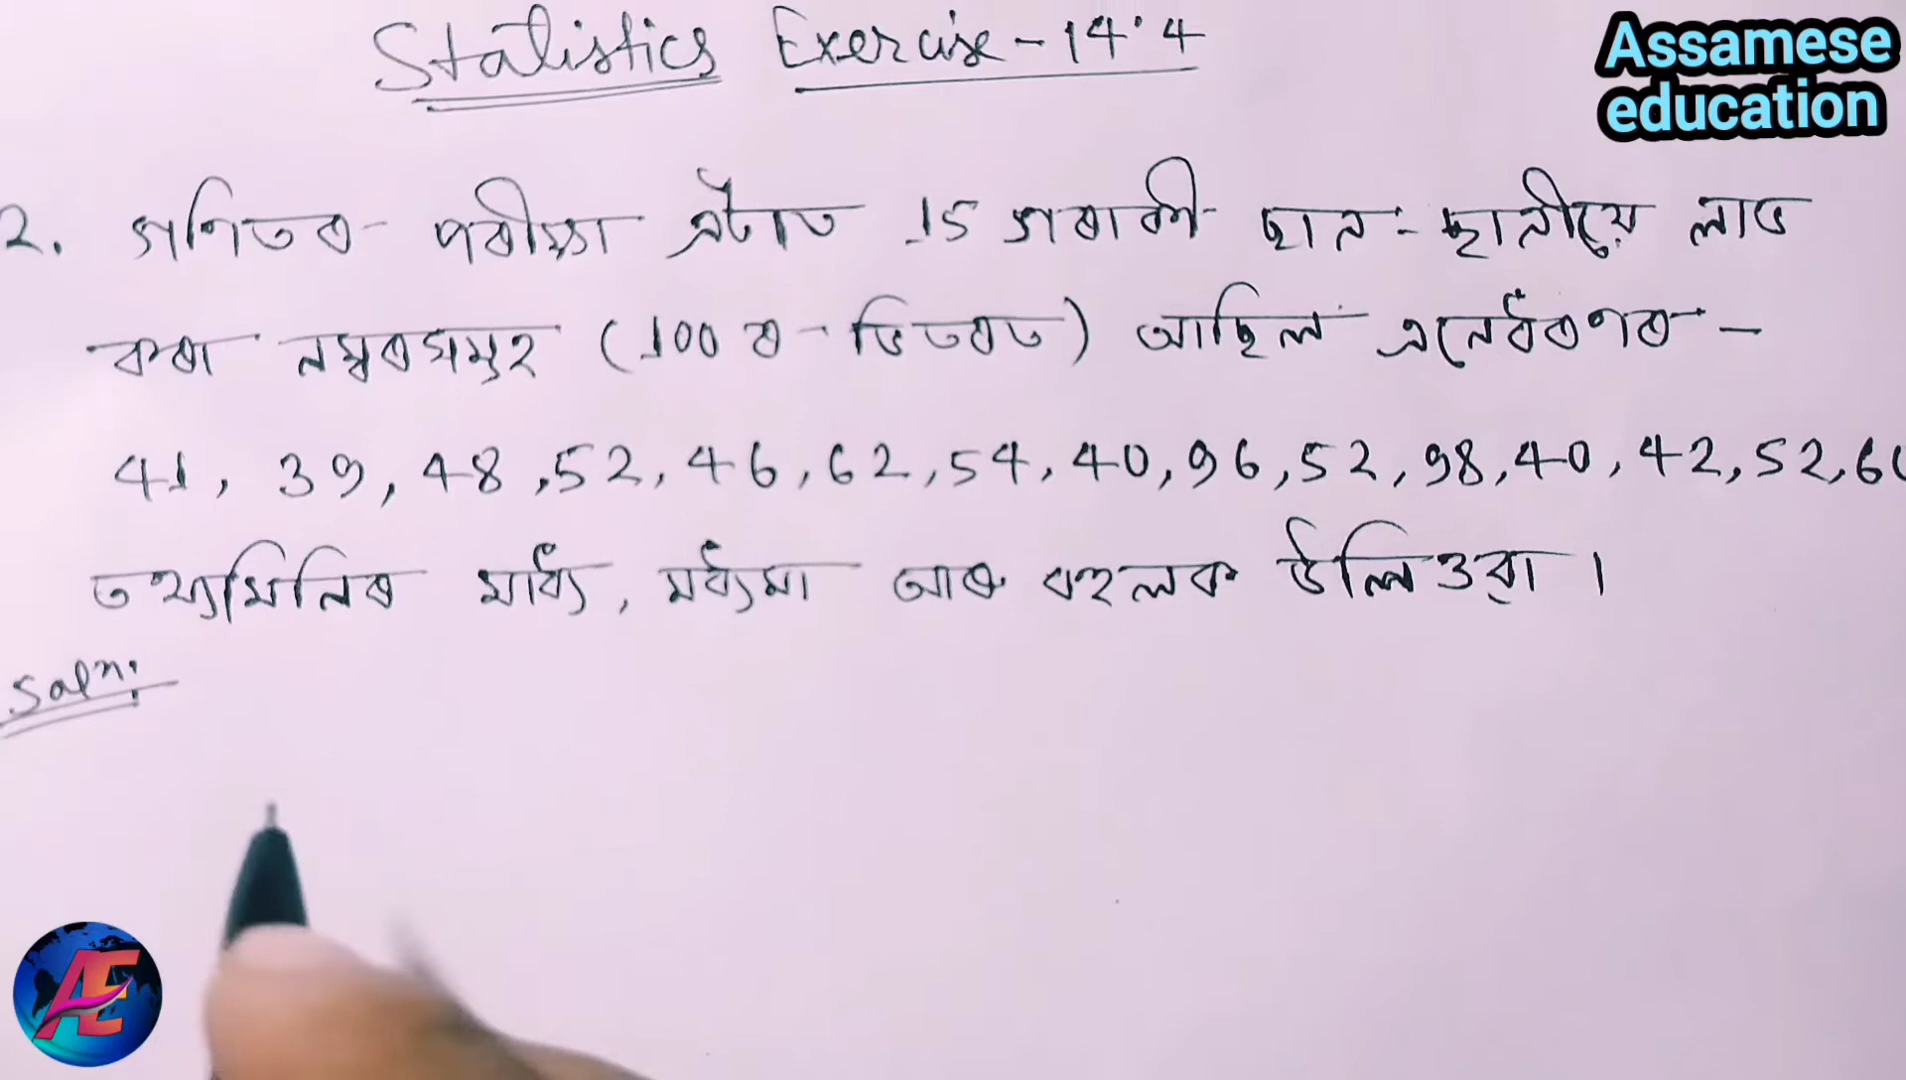 Statistics Exercise - 14.4
Assamese
education
2. গণিতৰ পৰীক্ষা এটাত 15 গৰাকী ছাত্ৰ-ছাত্ৰীয়ে লাভ
কৰা নম্বৰসমূহ (100 ৰ ভিতৰত) আছিল এনেধৰণৰ -
41, 39, 48, 52, 46, 62, 54, 40, 96, 52, 98, 40, 42, 52, 60
তথ্যখিনিৰ মাধ্য, মধ্যমা আৰু বহুলক উলিওৱা ।
Soln:
AE